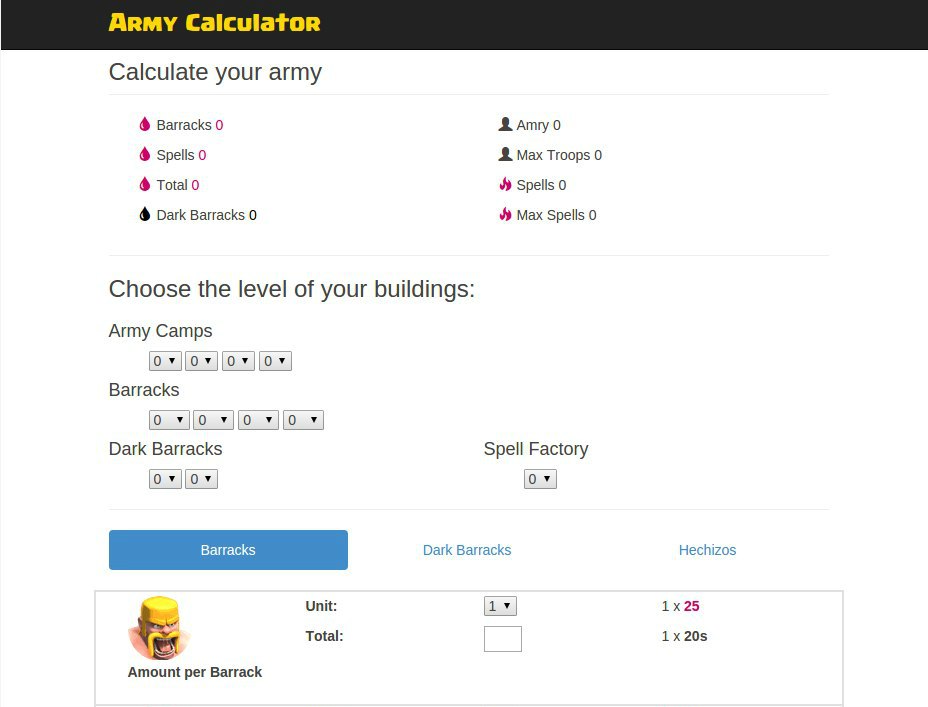 Army Calculator
Calculate your army
Barracks 0
Amry 0
Spells 0
Max Troops 0
Total 0
Spells 0
Dark Barracks 0
Max Spells 0
Choose the level of your buildings:
Army Camps
0 0 0 0
Barracks
0 0 0 0
Dark Barracks
Spell Factory
0 0
0
Barracks
Dark Barracks
Hechizos
Unit:
1
1 x 25
Total:
1 x 20s
Amount per Barrack